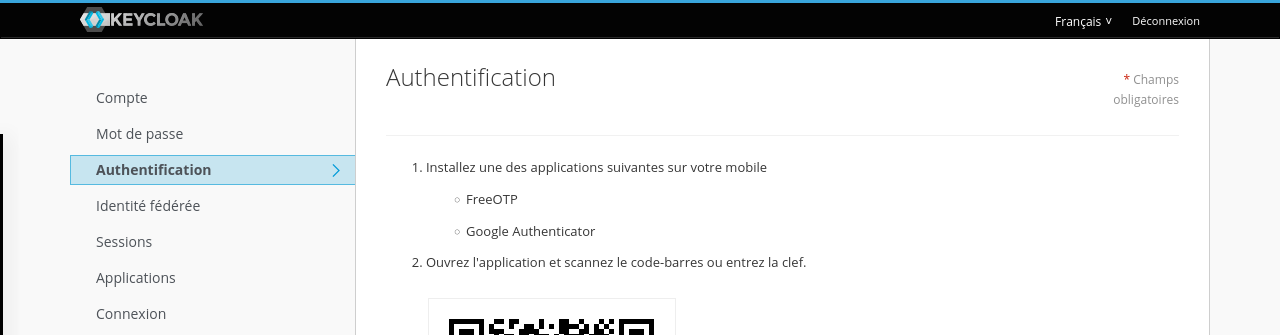 KEYCLOAK
Français v Déconnexion
Compte
Mot de passe
Authentification
Identité fédérée
Sessions
Applications
Connexion
Authentification
* Champs
obligatoires
1. Installez une des applications suivantes sur votre mobile
FreeOTP
Google Authenticator
2. Ouvrez l'application et scannez le code-barres ou entrez la clef.